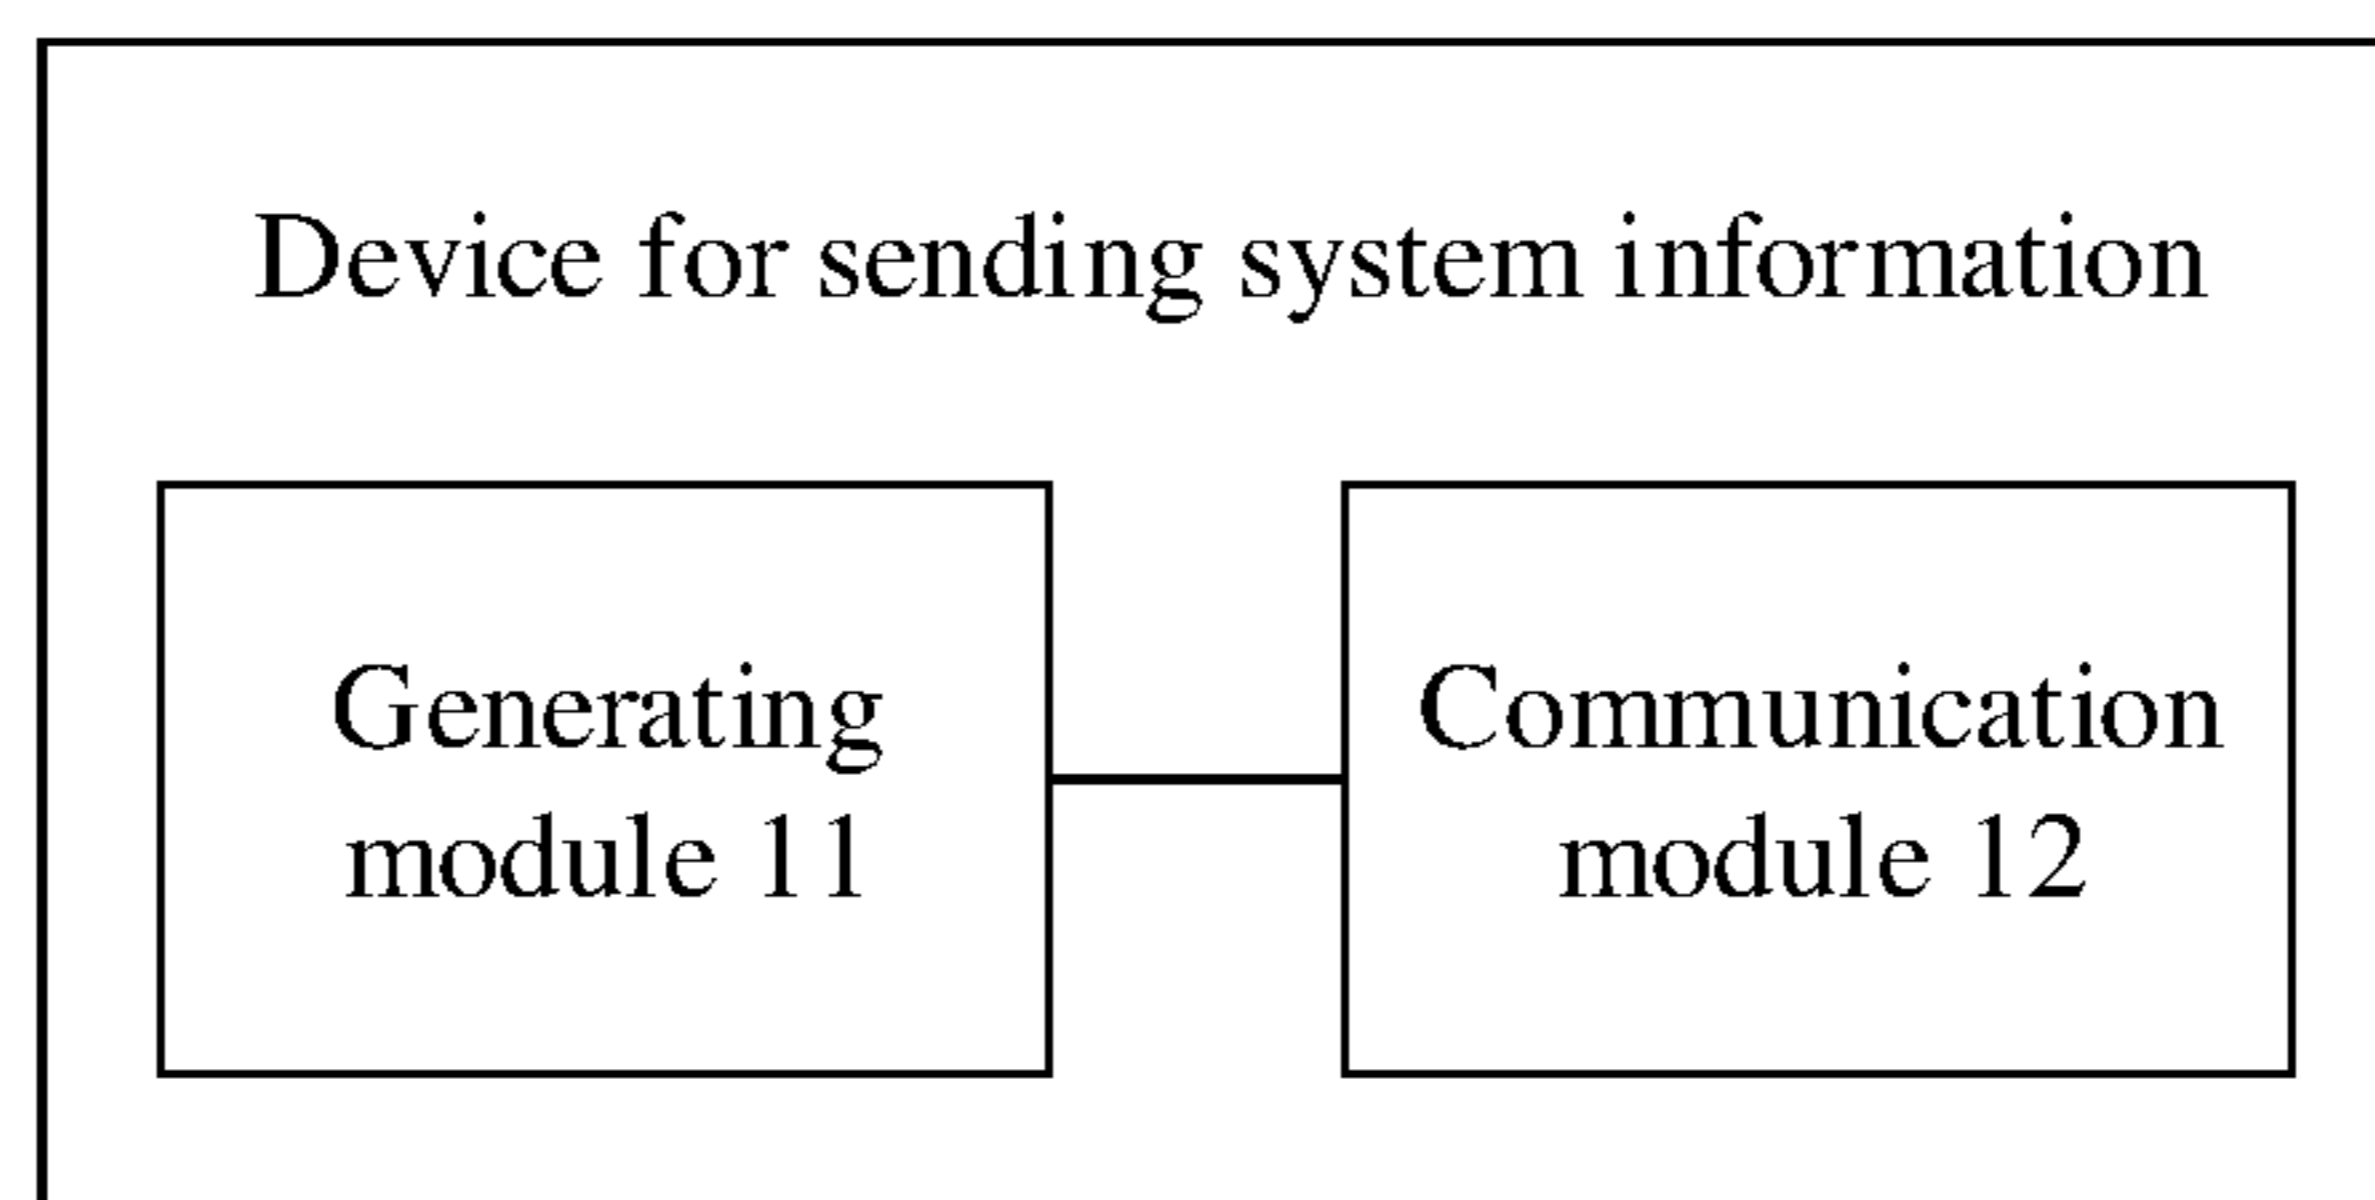 Device for sending system information
Generating
module 11
Communication
module 12